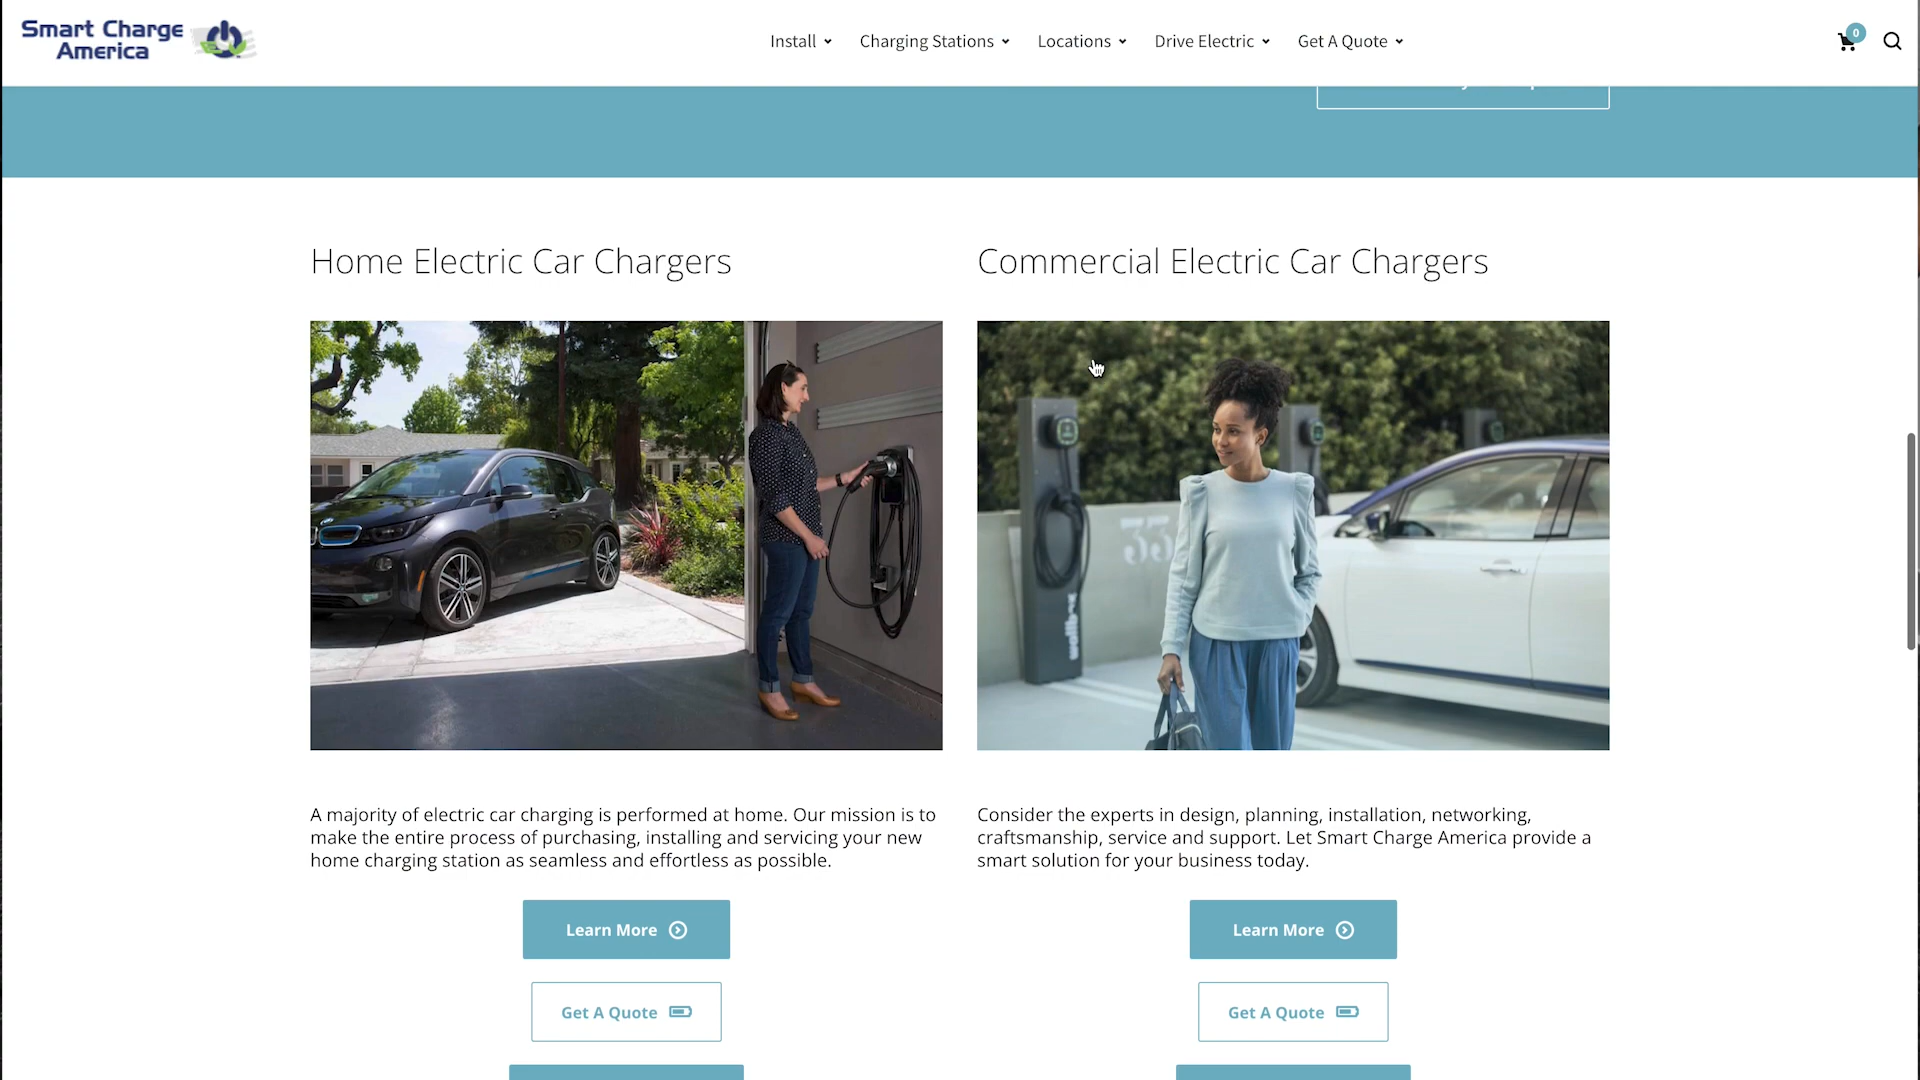 Smart Charge
America
Install
Charging Stations
Locations
Drive Electric
Get A Quote
0
Home Electric Car Chargers
Commercial Electric Car Chargers
33
wallbox
A majority of electric car charging is performed at home. Our mission is to
make the entire process of purchasing, installing and servicing your new
home charging station as seamless and effortless as possible.
Consider the experts in design, planning, installation, networking,
craftsmanship, service and support. Let Smart Charge America provide a
smart solution for your business today.
Learn More
Learn More
Get A Quote
Get A Quote